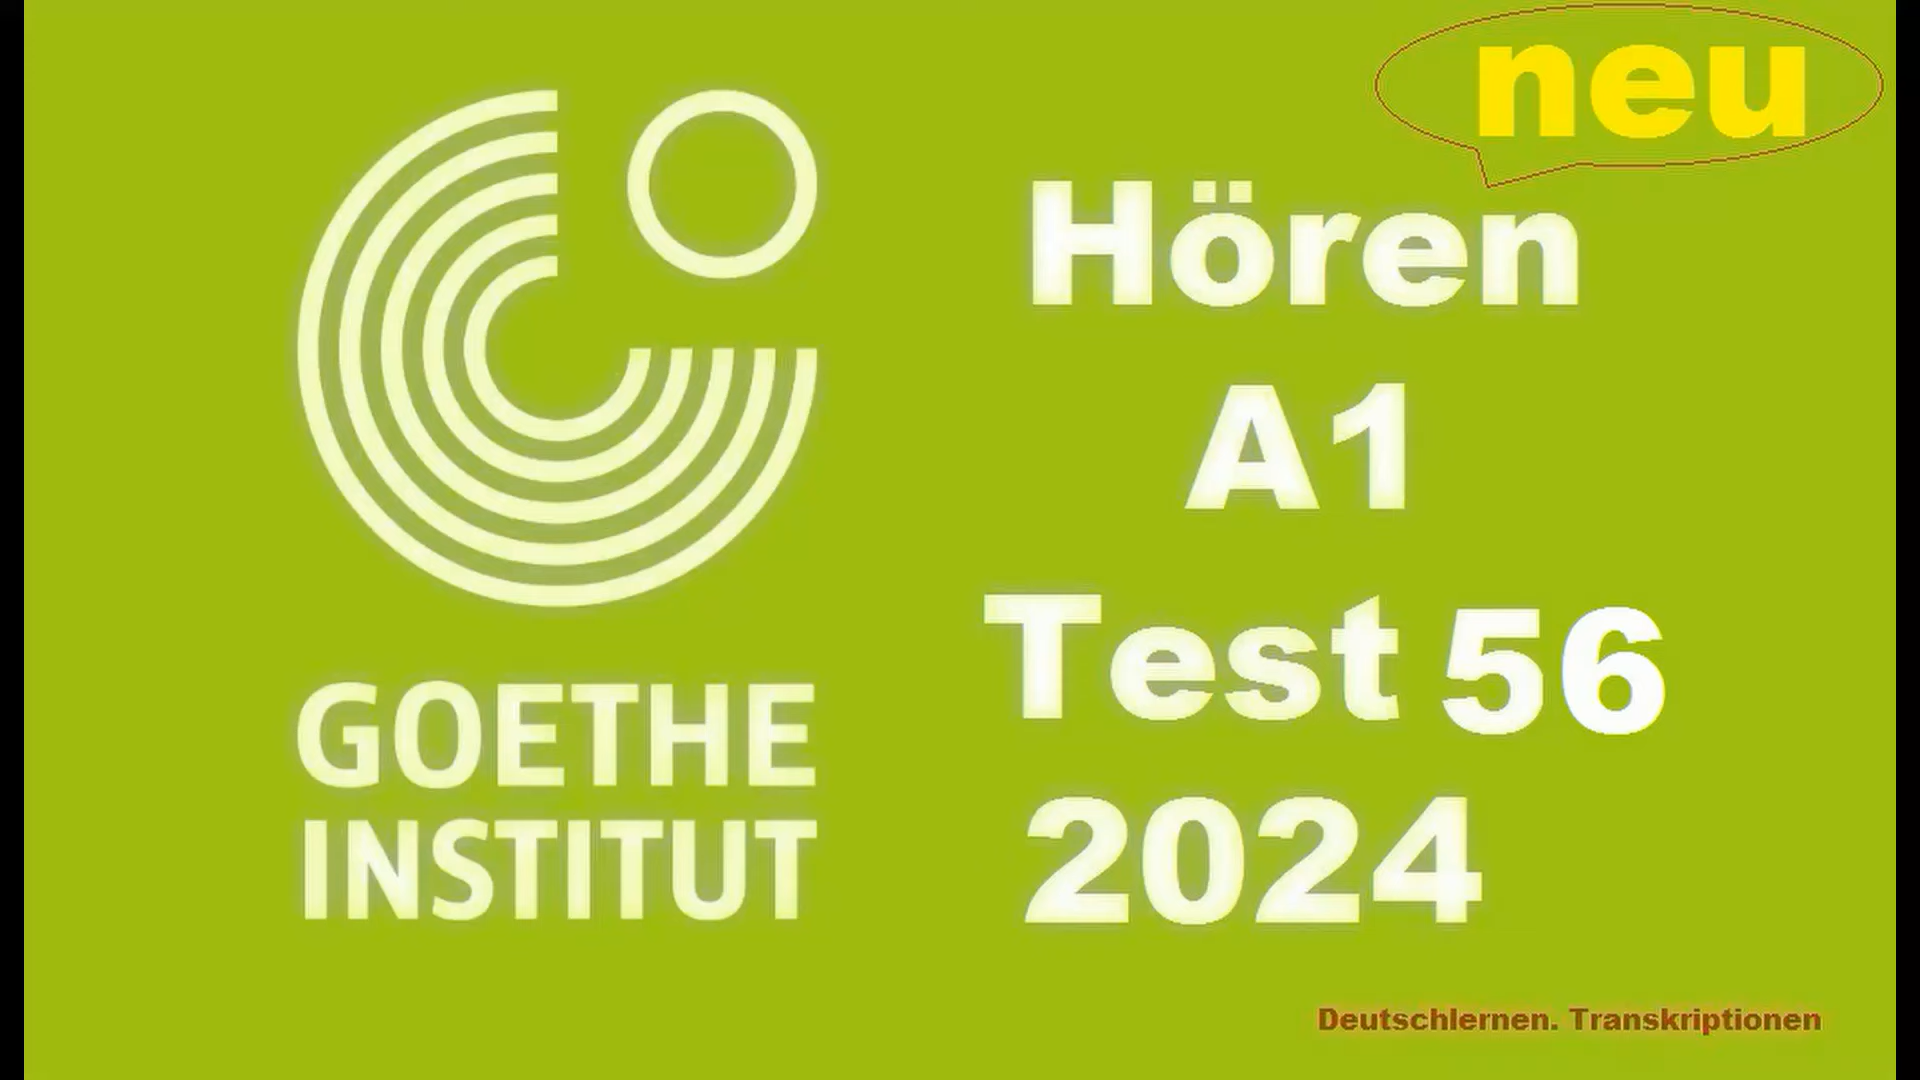 neu
Hören
A1
Test 56
2024
GOETHE
INSTITUT
Deutschlernen. Transkriptionen